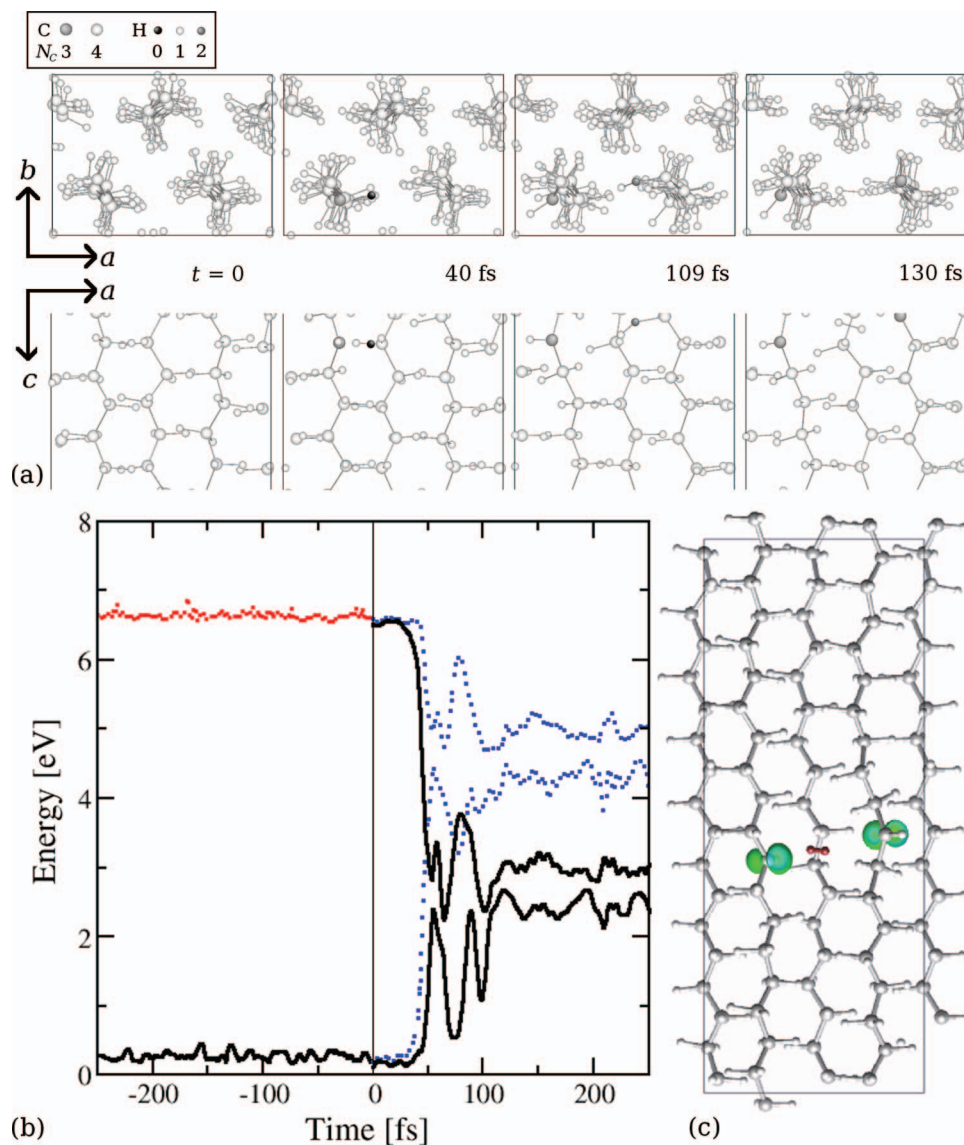 C H
N_C 3 4 0 1 2
b
a
t = 0 40 fs 109 fs 130 fs
a
c
(a)
8
6
4
2
0
Energy [eV]
-200 -100 0 100 200
Time [fs]
(b)
(c)